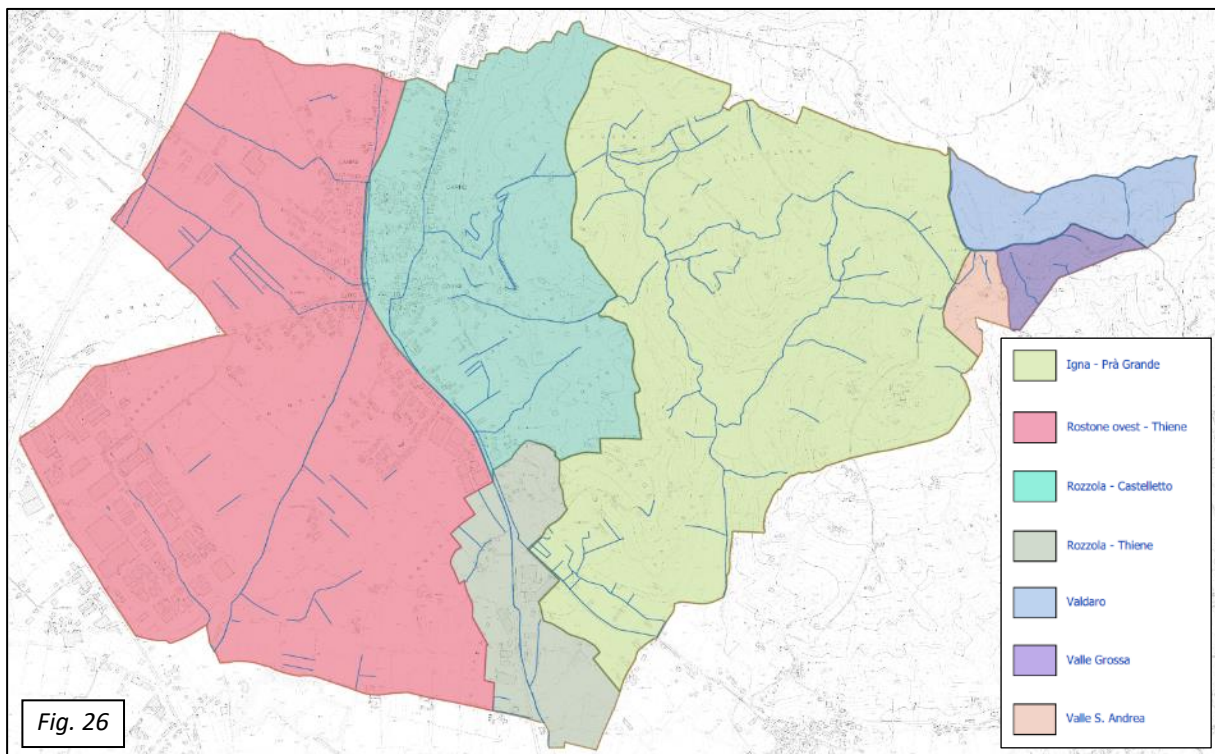 Igna - Prà Grande
Rostone ovest - Thiene
Rozzola - Castelletto
Rozzola - Thiene
Valdaro
Valle Grossa
Valle S. Andrea
Fig. 26